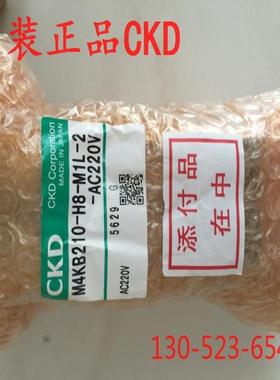 装正品CKD
CKD Corporation
MADE IN JAPAN
CKD
M4KB210-H8-M1L-2
-AC220V
5629
G
AC220V
添付品
在中
130-523-654